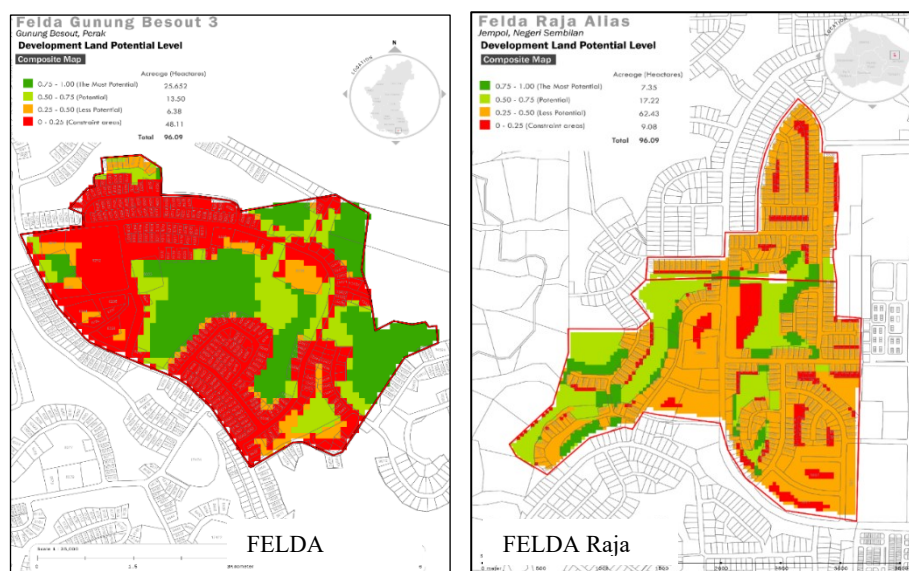 Felda Gunung Besout 3
Gunung Besout, Perak
Development Land Potential Level
Composite Map
Acreage (Heactores)
0.75 - 1.00 (The Most Potential) 25.652
0.50 - 0.75 (Potential) 13.50
0.25 - 0.50 (Less Potential) 6.38
0 - 0.25 (Constraint areas) 48.11
Total 96.09
LOCATION
N
FELDA
Felda Raja Alias
Jempol, Negeri Sembilan
Development Land Potential Level
Composite Map
Acreage (Heactores)
0.75 - 1.00 (The Most Potential) 7.35
0.50 - 0.75 (Potential) 17.22
0.25 - 0.50 (Less Potential) 62.43
0 - 0.25 (Constraint areas) 9.08
Total 96.09
LOCATION
FELDA Raja